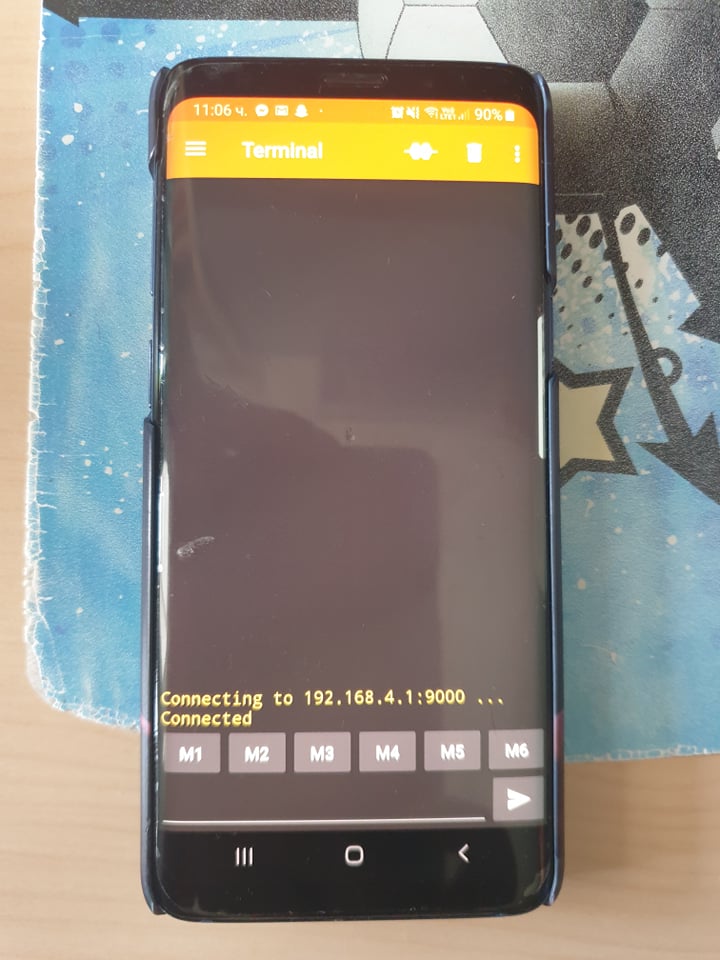 11:06 ч. 90%
Terminal
Connecting to 192.168.4.1:9000 ...
Connected
M1 M2 M3 M4 M5 M6